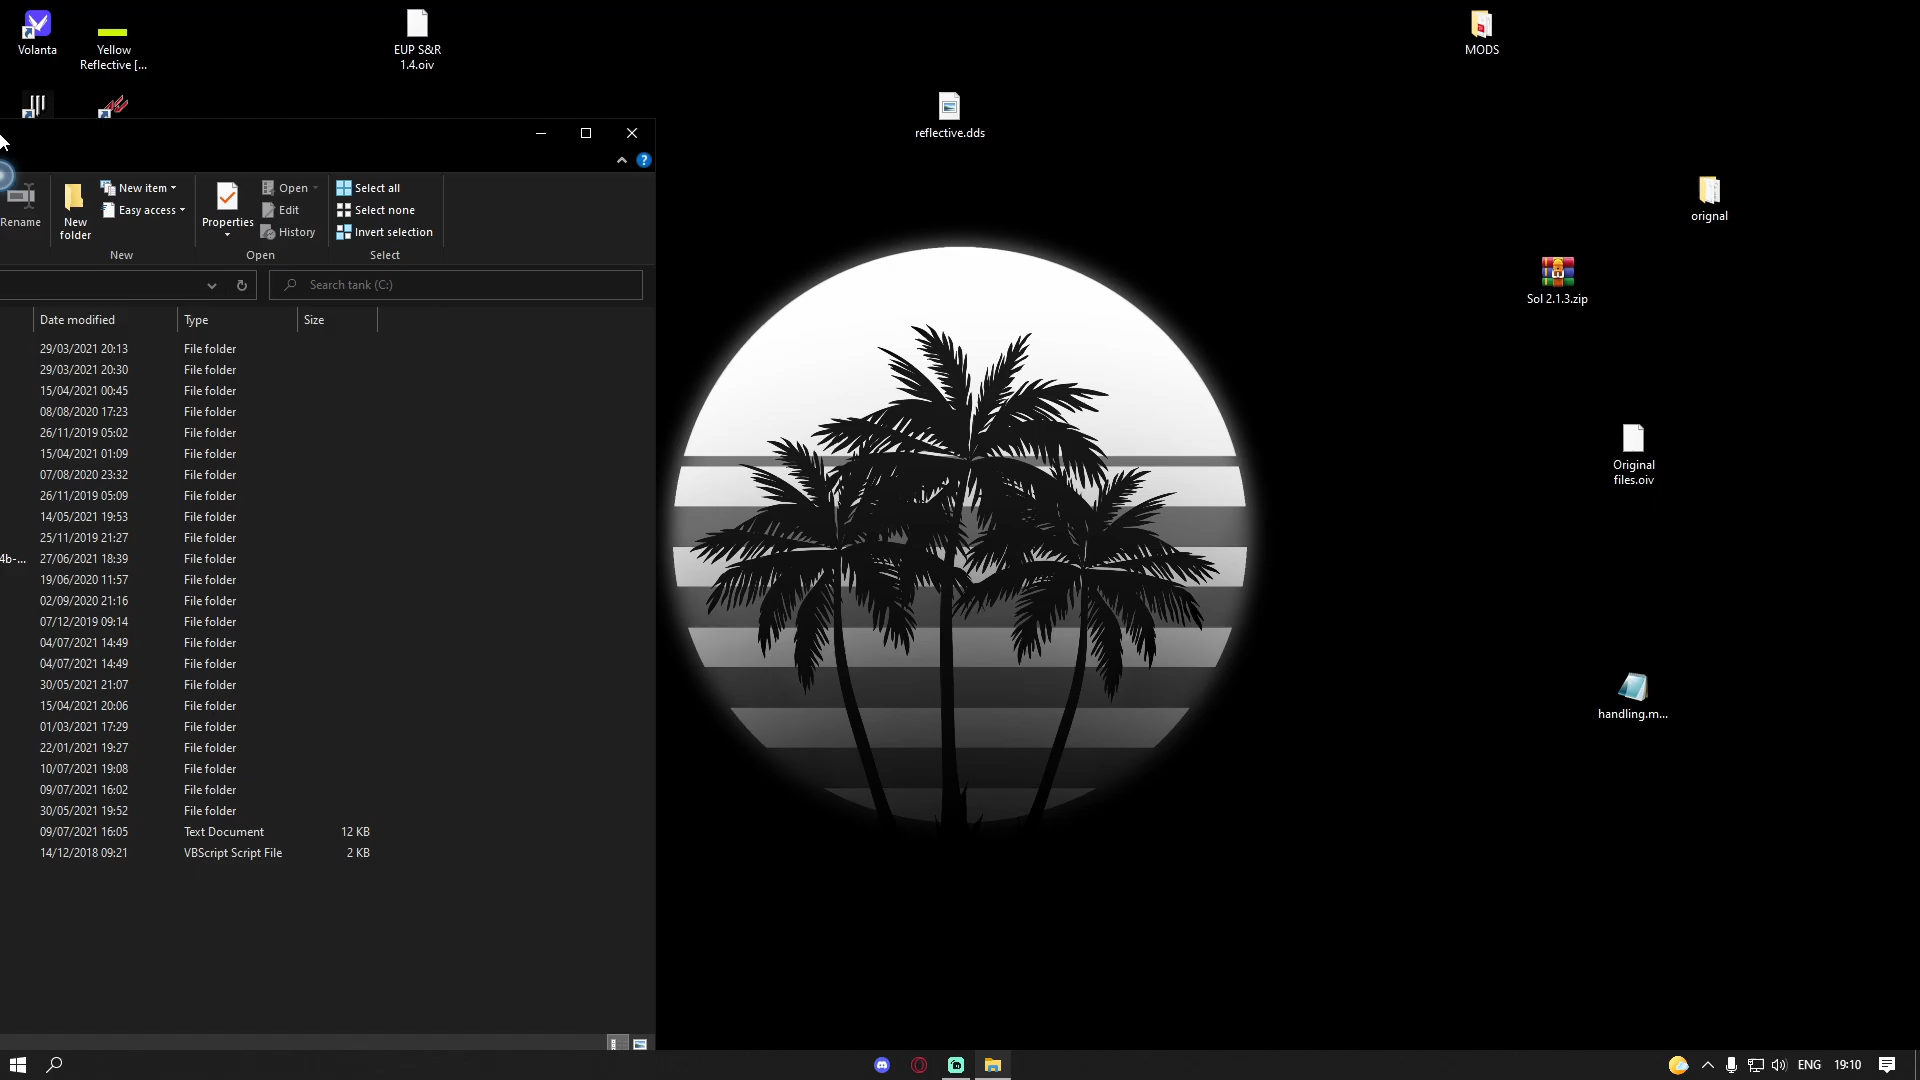 Volanta
Yellow
Reflective [...
EUP S&R
1.4.oiv
MODS
reflective.dds
orignal
Sol 2.1.3.zip
Original
files.oiv
handling.m...
Rename
New
folder
New item
Easy access
New
Properties
Open
Edit
History
Open
Select all
Select none
Invert selection
Select
Search tank (C:)
Date modified Type Size
29/03/2021 20:13 File folder
29/03/2021 20:30 File folder
15/04/2021 00:45 File folder
08/08/2020 17:23 File folder
26/11/2019 05:02 File folder
15/04/2021 01:09 File folder
07/08/2020 23:32 File folder
26/11/2019 05:09 File folder
14/05/2021 19:53 File folder
25/11/2019 21:27 File folder
4b-... 27/06/2021 18:39 File folder
19/06/2020 11:57 File folder
02/09/2020 21:16 File folder
07/12/2019 09:14 File folder
04/07/2021 14:49 File folder
04/07/2021 14:49 File folder
30/05/2021 21:07 File folder
15/04/2021 20:06 File folder
01/03/2021 17:29 File folder
22/01/2021 19:27 File folder
10/07/2021 19:08 File folder
09/07/2021 16:02 File folder
30/05/2021 19:52 File folder
09/07/2021 16:05 Text Document 12 KB
14/12/2018 09:21 VBScript Script File 2 KB
ENG 19:10